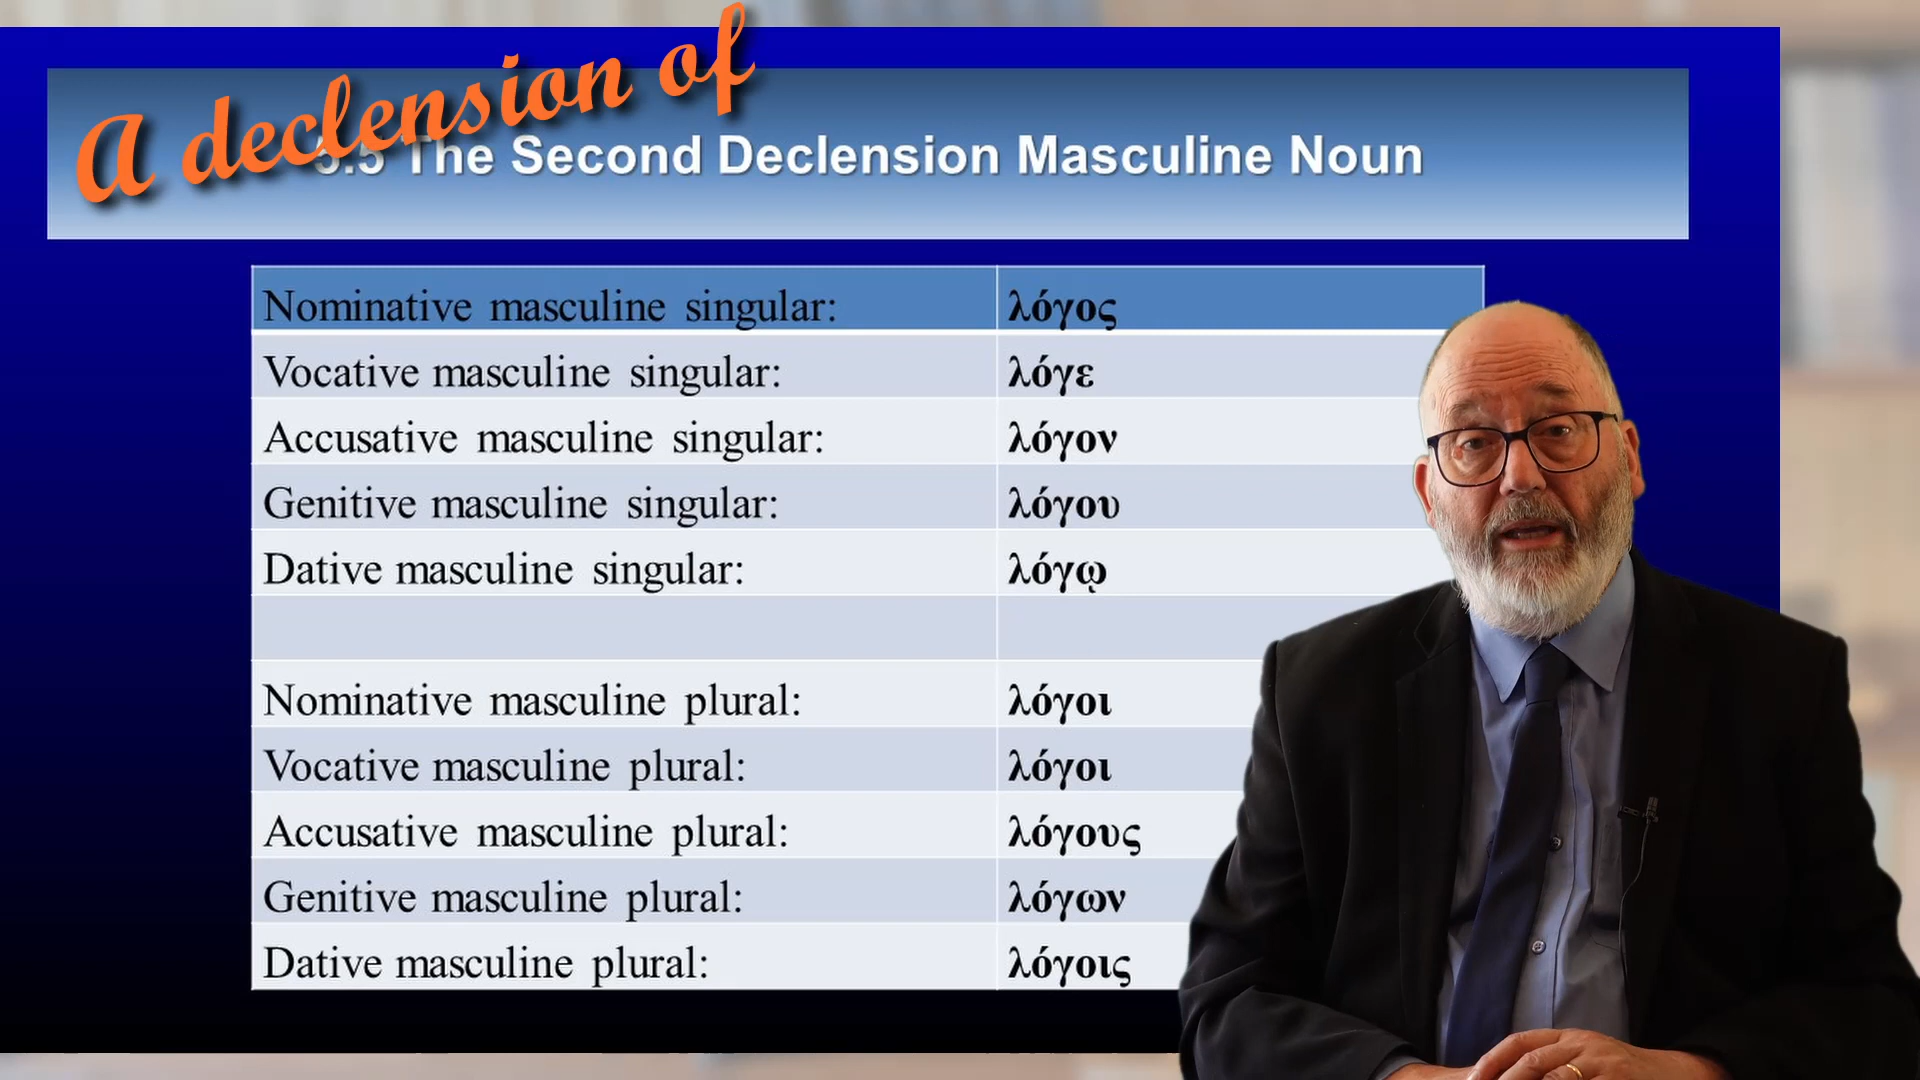 A declension of
5.5 The Second Declension Masculine Noun
Nominative masculine singular: λόγος
Vocative masculine singular: λόγε
Accusative masculine singular: λόγον
Genitive masculine singular: λόγου
Dative masculine singular: λόγῳ
Nominative masculine plural: λόγοι
Vocative masculine plural: λόγοι
Accusative masculine plural: λόγους
Genitive masculine plural: λόγων
Dative masculine plural: λόγοις